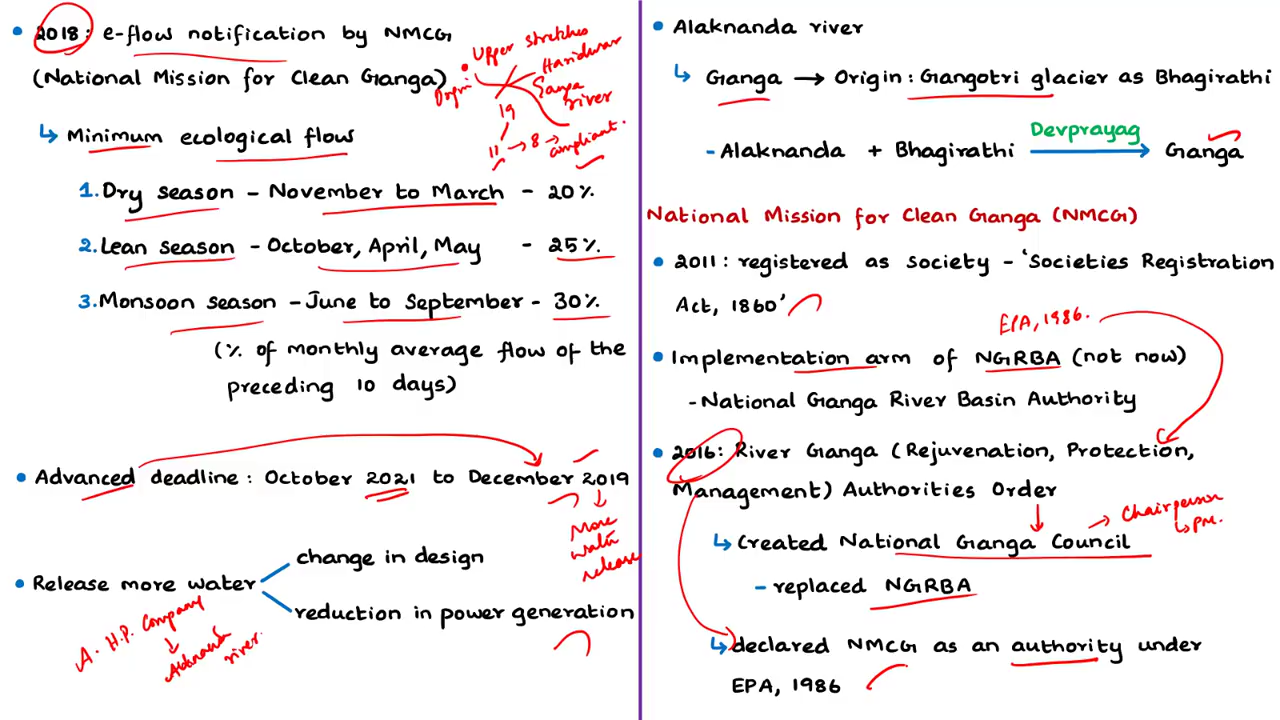 • 2018: e-flow notification by NMCG
(National Mission for Clean Ganga)
↳ Minimum ecological flow
1. Dry season - November to March - 20%
2. Lean season - October, April, May - 25%
3. Monsoon season - June to September - 30%
(% of monthly average flow of the
preceding 10 days)
Upper stretches
Haridwar
Origin
Ganga
river
19
11 → 8 →
compliant.
• Advanced deadline: October 2021 to December 2019
More
water
release
change in design
• Release more water
reduction in power generation
A. H.P. Company
river.
• Alaknanda river
↳ Ganga → Origin: Gangotri glacier as Bhagirathi
Devprayag
- Alaknanda + Bhagirathi → Ganga
National Mission for Clean Ganga (NMCG)
• 2011: registered as society - 'Societies Registration
Act, 1860'
EPA, 1986.
• Implementation arm of NGRBA (not now)
- National Ganga River Basin Authority
• 2016: River Ganga (Rejuvenation, Protection,
Management) Authorities Order
→ Chairperson
↳ PM.
↳ Created National Ganga Council
- replaced NGRBA
↳ declared NMCG as an authority under
EPA, 1986